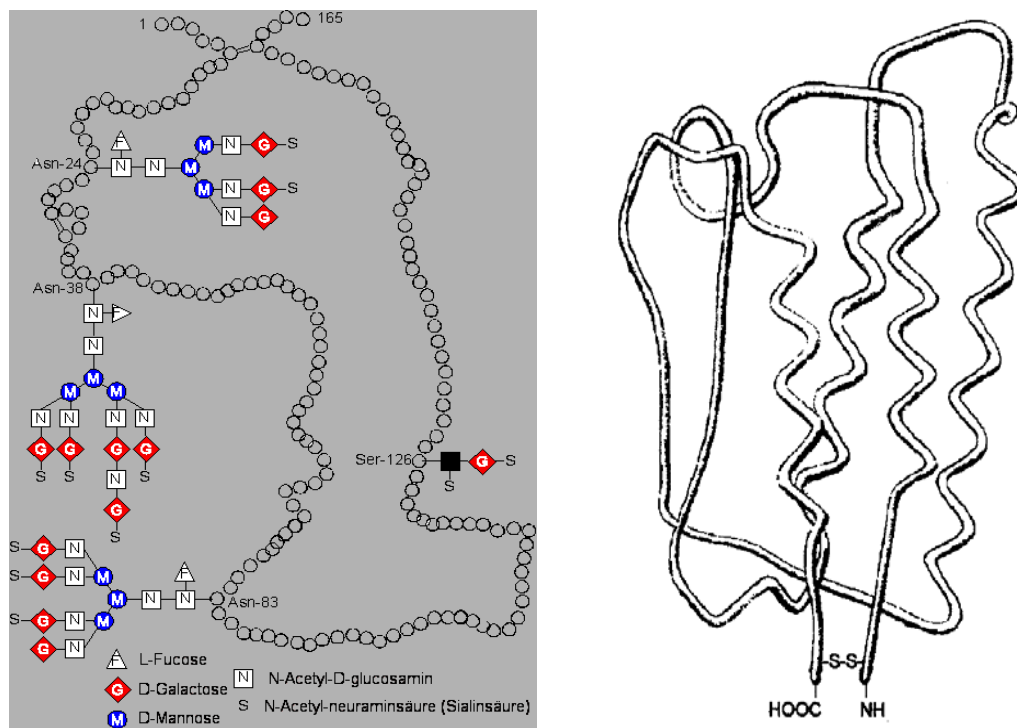 1 165
F
M N G S
Asn-24 N N M
M N G S
N G
Asn-38
N F
N
M
M M
N N N N
G G G G
S S N S
G
S
Ser-126 G S
S
S G N
F
S G N M
M N N Asn-83
S G N M
G N
F L-Fucose
G D-Galactose
M D-Mannose
N N-Acetyl-D-glucosamin
S N-Acetyl-neuraminsäure (Sialinsäure)
-S-S-
HOOC NH